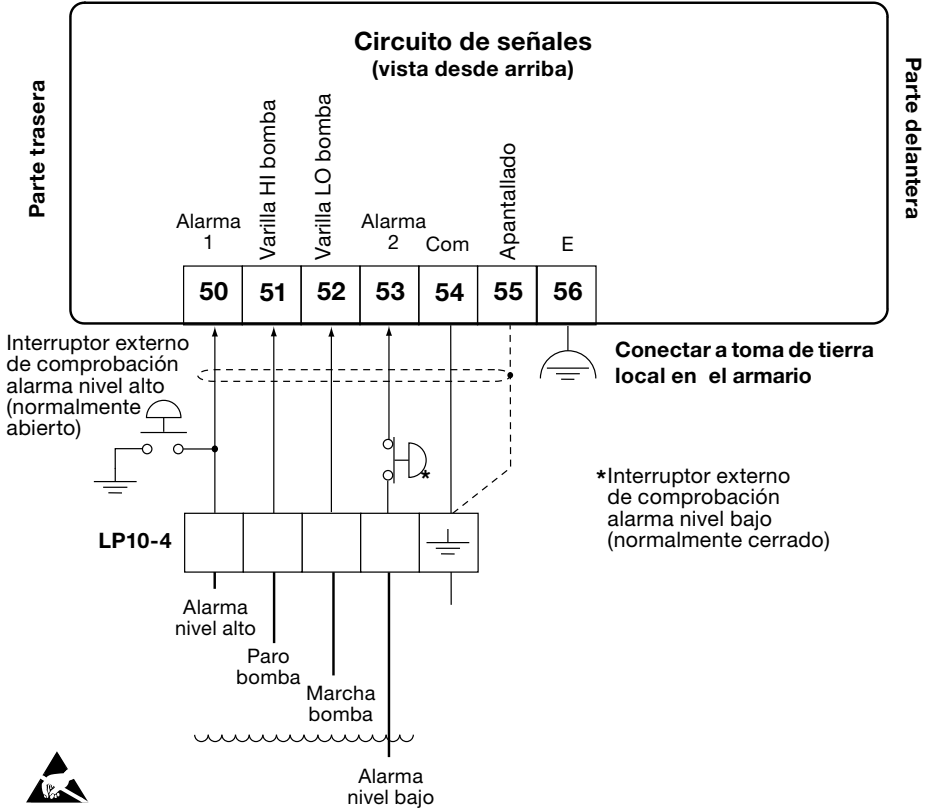 Circuito de señales
(vista desde arriba)
Parte trasera
Parte delantera
Alarma
1
Varilla HI bomba
Varilla LO bomba
Alarma
2
Com
Apantallado
E
50 51 52 53 54 55 56
Interruptor externo
de comprobación
alarma nivel alto
(normalmente
abierto)
Conectar a toma de tierra
local en el armario
*
*Interruptor externo
de comprobación
alarma nivel bajo
(normalmente cerrado)
LP10-4
Alarma
nivel alto
Paro
bomba
Marcha
bomba
Alarma
nivel bajo